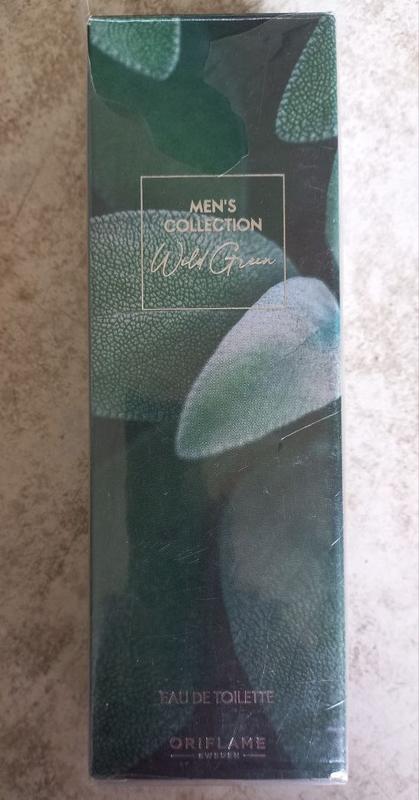 MEN'S
COLLECTION
Wild Green
EAU DE TOILETTE
ORIFLAME
SWEDEN